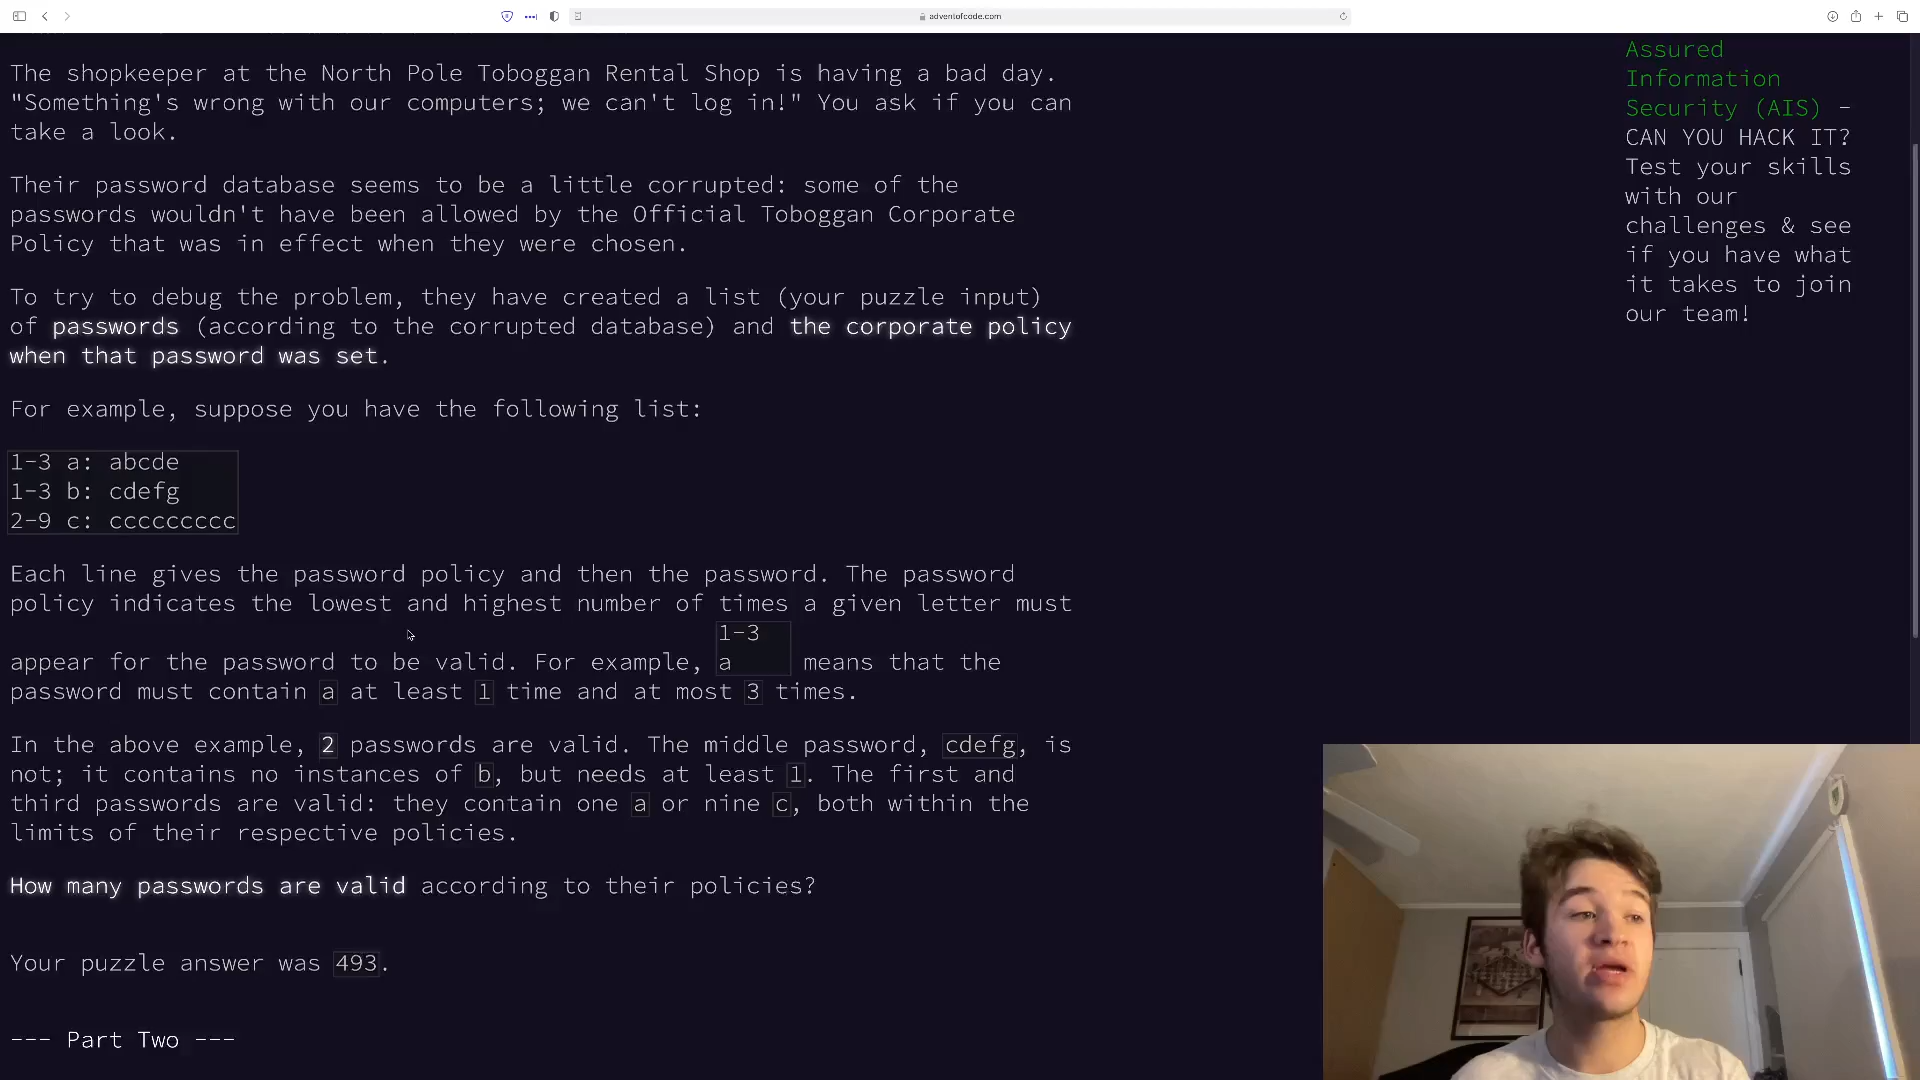 adventofcode.com
The shopkeeper at the North Pole Toboggan Rental Shop is having a bad day.
"Something's wrong with our computers; we can't log in!" You ask if you can
take a look.
Their password database seems to be a little corrupted: some of the
passwords wouldn't have been allowed by the Official Toboggan Corporate
Policy that was in effect when they were chosen.
To try to debug the problem, they have created a list (your puzzle input)
of passwords (according to the corrupted database) and the corporate policy
when that password was set.
For example, suppose you have the following list:
1-3 a: abcde
1-3 b: cdefg
2-9 c: ccccccccc
Each line gives the password policy and then the password. The password
policy indicates the lowest and highest number of times a given letter must
appear for the password to be valid. For example, 1-3
a means that the
password must contain a at least 1 time and at most 3 times.
In the above example, 2 passwords are valid. The middle password, cdefg, is
not; it contains no instances of b, but needs at least 1. The first and
third passwords are valid: they contain one a or nine c, both within the
limits of their respective policies.
How many passwords are valid according to their policies?
Your puzzle answer was 493.
--- Part Two ---
Assured
Information
Security (AIS) -
CAN YOU HACK IT?
Test your skills
with our
challenges & see
if you have what
it takes to join
our team!